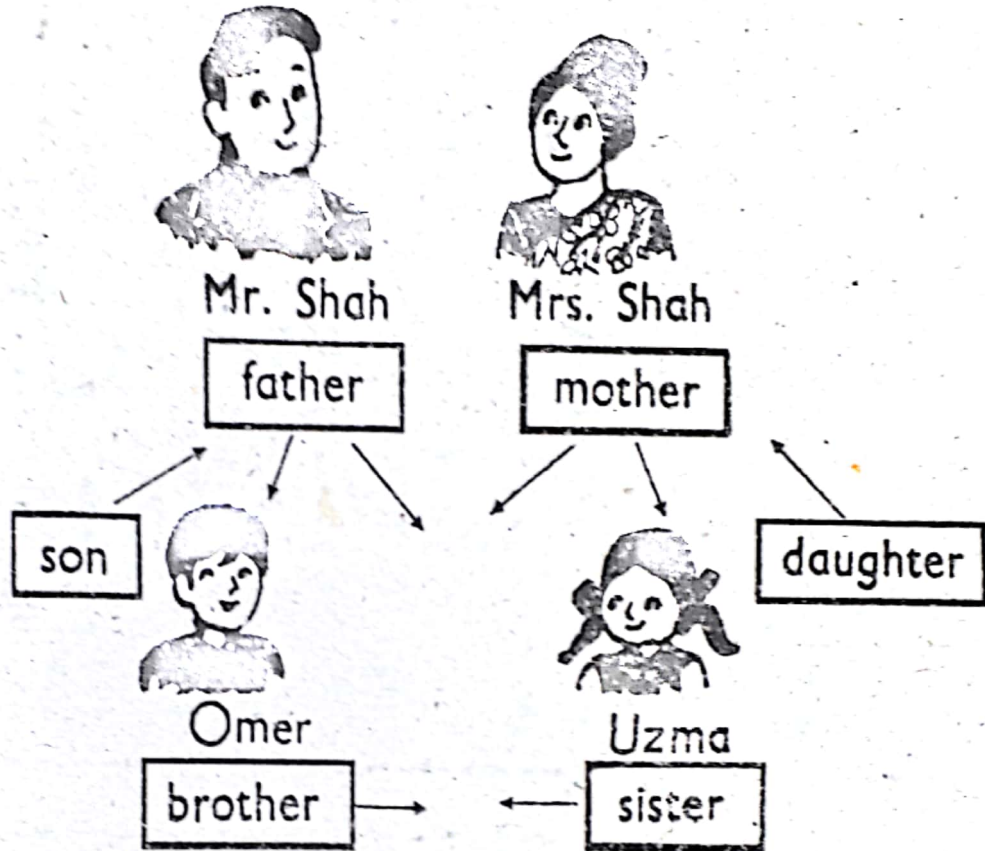 Mr. Shah
Mrs. Shah
father
mother
son
daughter
Omer
Uzma
brother
sister